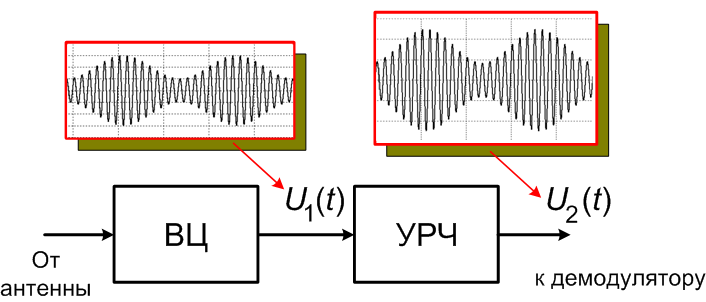 U1(t)
U2(t)
ВЦ
УРЧ
От
антенны
к демодулятору